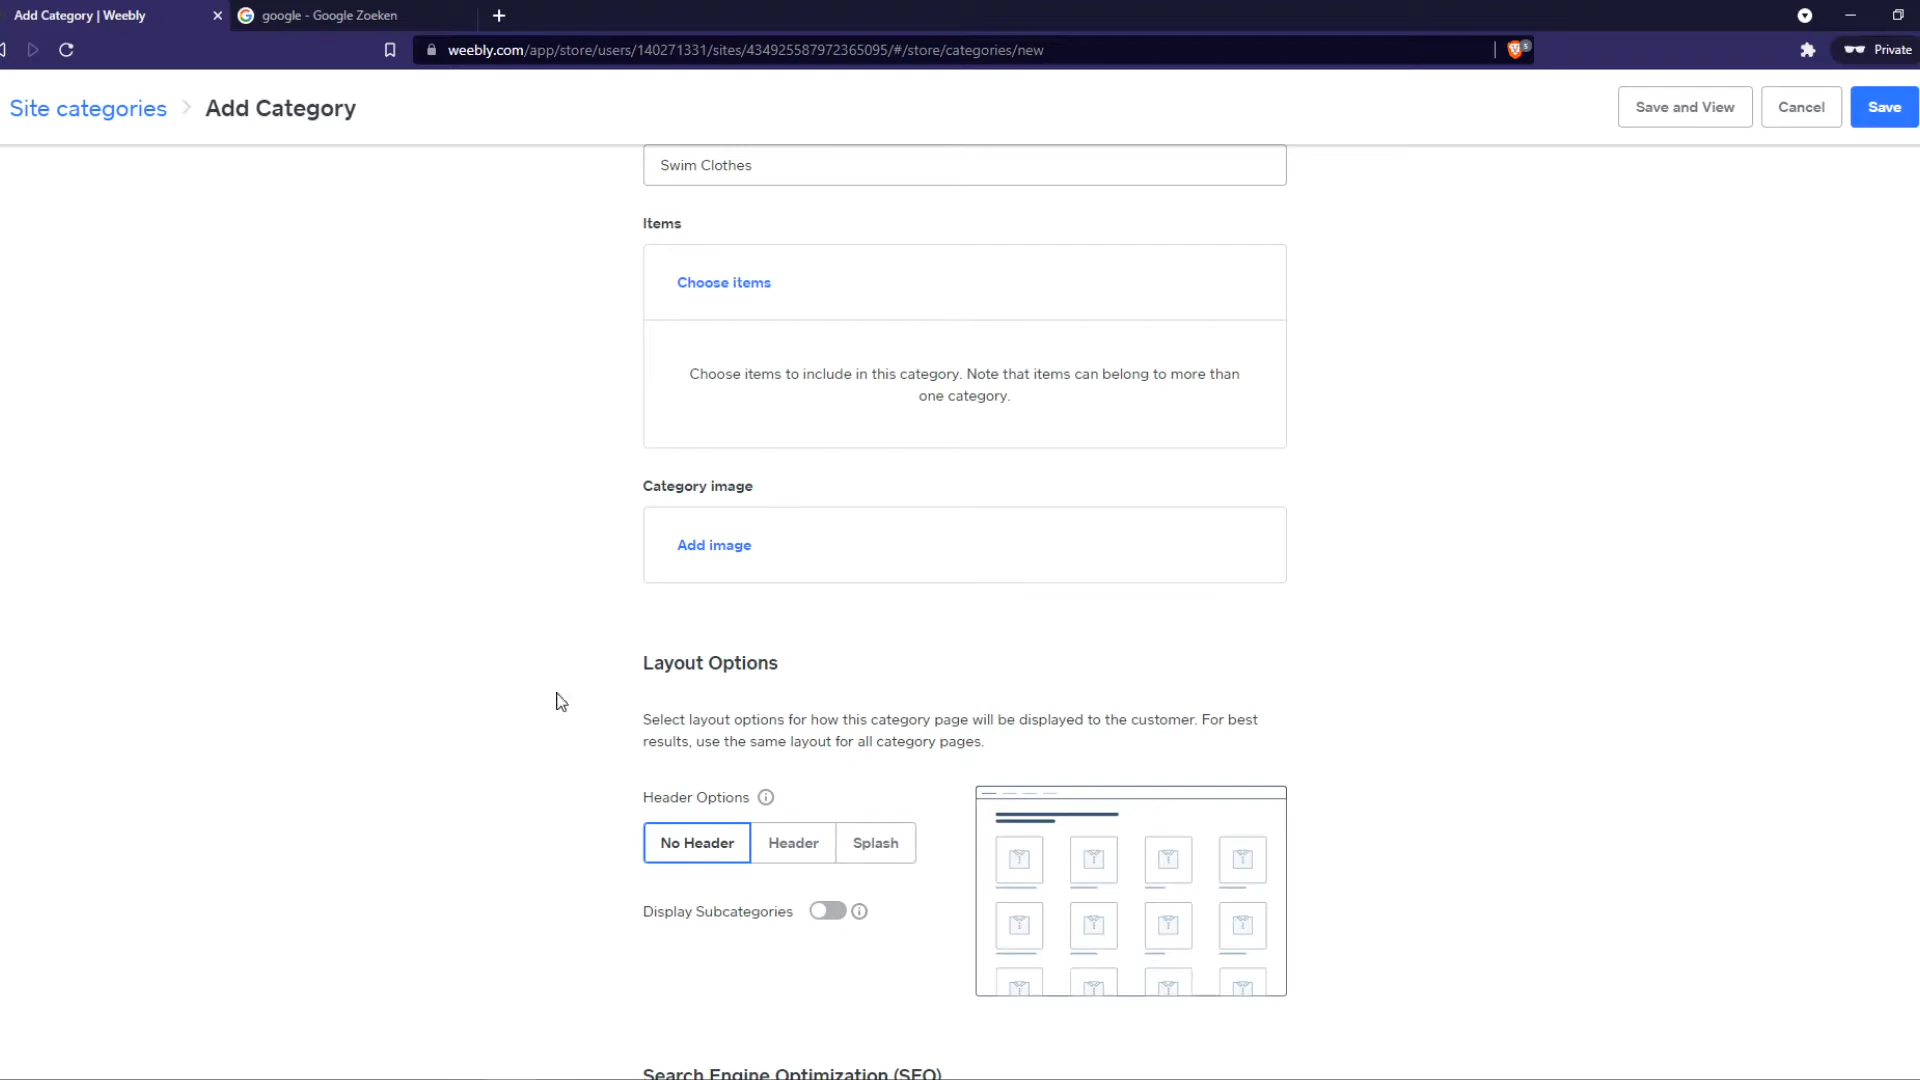 Add Category | Weebly
google - Google Zoeken
weebly.com/app/store/users/140271331/sites/434925587972365095/#/store/categories/new
5
Private
Site categories
Add Category
Save and View
Cancel
Save
Swim Clothes
Items
Choose items
Choose items to include in this category. Note that items can belong to more than
one category.
Category image
Add image
Layout Options
Select layout options for how this category page will be displayed to the customer. For best
results, use the same layout for all category pages.
Header Options
No Header
Header
Splash
Display Subcategories
Search Engine Optimization (SEO)